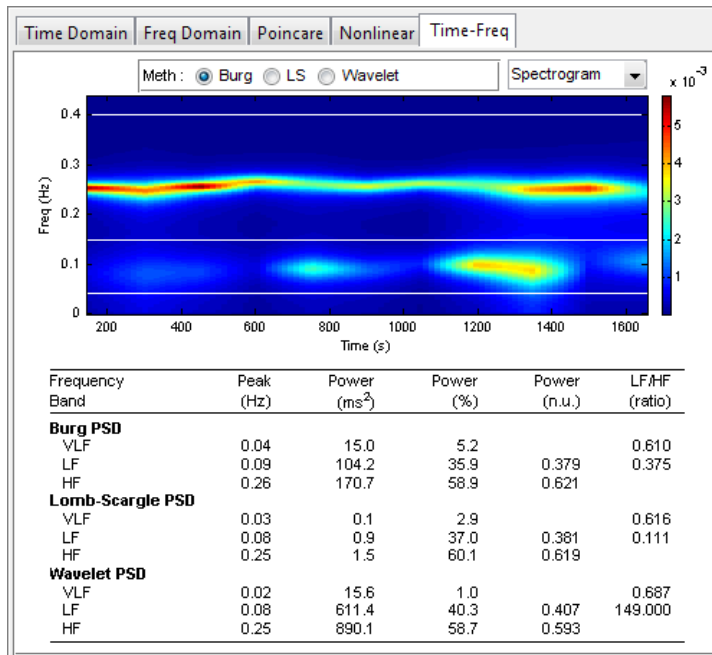 Time Domain Freq Domain Poincare Nonlinear Time-Freq
Meth : Burg LS Wavelet Spectrogram
x 10-3
0.4
0.3
0.2
0.1
0
Freq (Hz)
5
4
3
2
1
200 400 600 800 1000 1200 1400 1600
Time (s)
Frequency Peak Power Power Power LF/HF
Band (Hz) (ms2) (%) (n.u.) (ratio)
Burg PSD
VLF 0.04 15.0 5.2 0.610
LF 0.09 104.2 35.9 0.379 0.375
HF 0.26 170.7 58.9 0.621
Lomb-Scargle PSD
VLF 0.03 0.1 2.9 0.616
LF 0.08 0.9 37.0 0.381 0.111
HF 0.25 1.5 60.1 0.619
Wavelet PSD
VLF 0.02 15.6 1.0 0.687
LF 0.08 611.4 40.3 0.407 149.000
HF 0.25 890.1 58.7 0.593